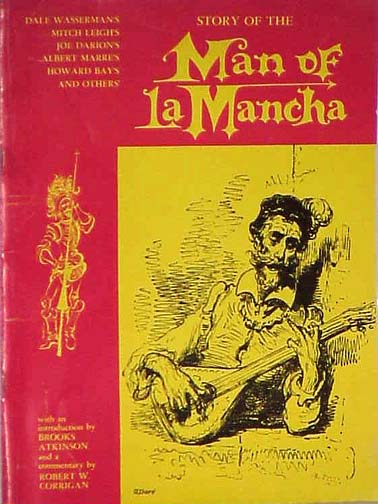 DALE WASSERMAN'S
MITCH LEIGH'S
JOE DARION'S
ALBERT MARRE'S
HOWARD BAY'S
AND OTHERS'
STORY OF THE
Man of
la Mancha
with an
introduction by
BROOKS
ATKINSON
and a
commentary by
ROBERT W.
CORRIGAN
G. Doré